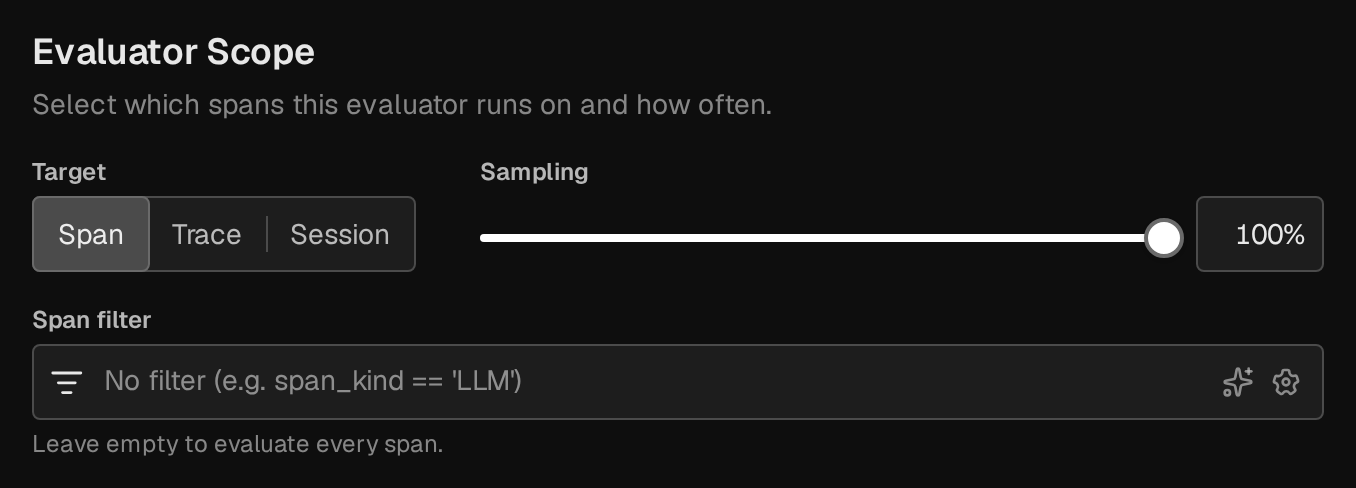 Evaluator Scope
Select which spans this evaluator runs on and how often.
Target
Sampling
Span
Trace
Session
100%
Span filter
No filter (e.g. span_kind == 'LLM')
Leave empty to evaluate every span.